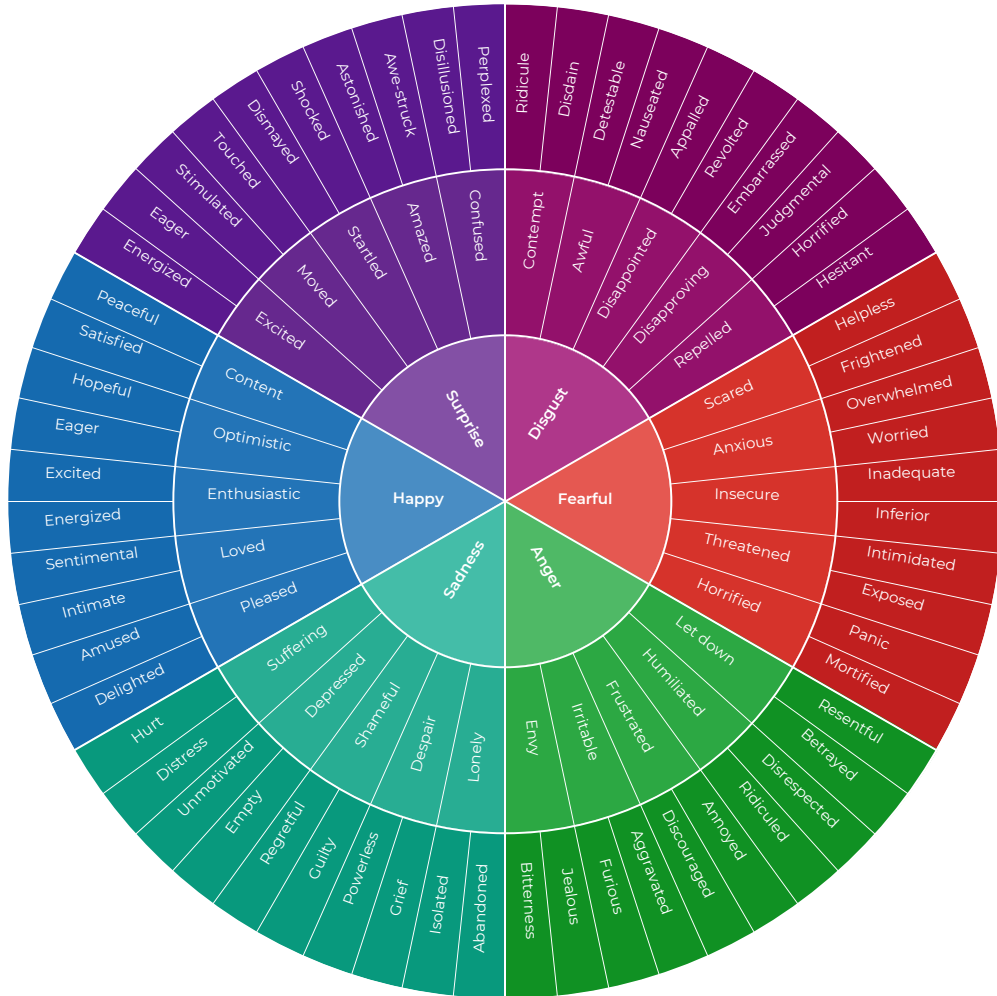 Surprise
Disgust
Fearful
Anger
Sadness
Happy
Excited
Moved
Startled
Amazed
Confused
Contempt
Awful
Disappointed
Disapproving
Repelled
Scared
Anxious
Insecure
Threatened
Horrified
Let down
Humiliated
Frustrated
Irritable
Envy
Lonely
Despair
Shameful
Depressed
Suffering
Pleased
Loved
Enthusiastic
Optimistic
Content
Energized
Eager
Stimulated
Touched
Dismayed
Shocked
Astonished
Awe-struck
Disillusioned
Perplexed
Ridicule
Disdain
Detestable
Nauseated
Appalled
Revolted
Embarrassed
Judgmental
Horrified
Hesitant
Helpless
Frightened
Overwhelmed
Worried
Inadequate
Inferior
Intimidated
Exposed
Panic
Mortified
Resentful
Betrayed
Disrespected
Ridiculed
Annoyed
Discouraged
Aggravated
Furious
Jealous
Bitterness
Abandoned
Isolated
Grief
Powerless
Guilty
Regretful
Empty
Unmotivated
Distress
Hurt
Delighted
Amused
Intimate
Sentimental
Energized
Excited
Eager
Hopeful
Satisfied
Peaceful